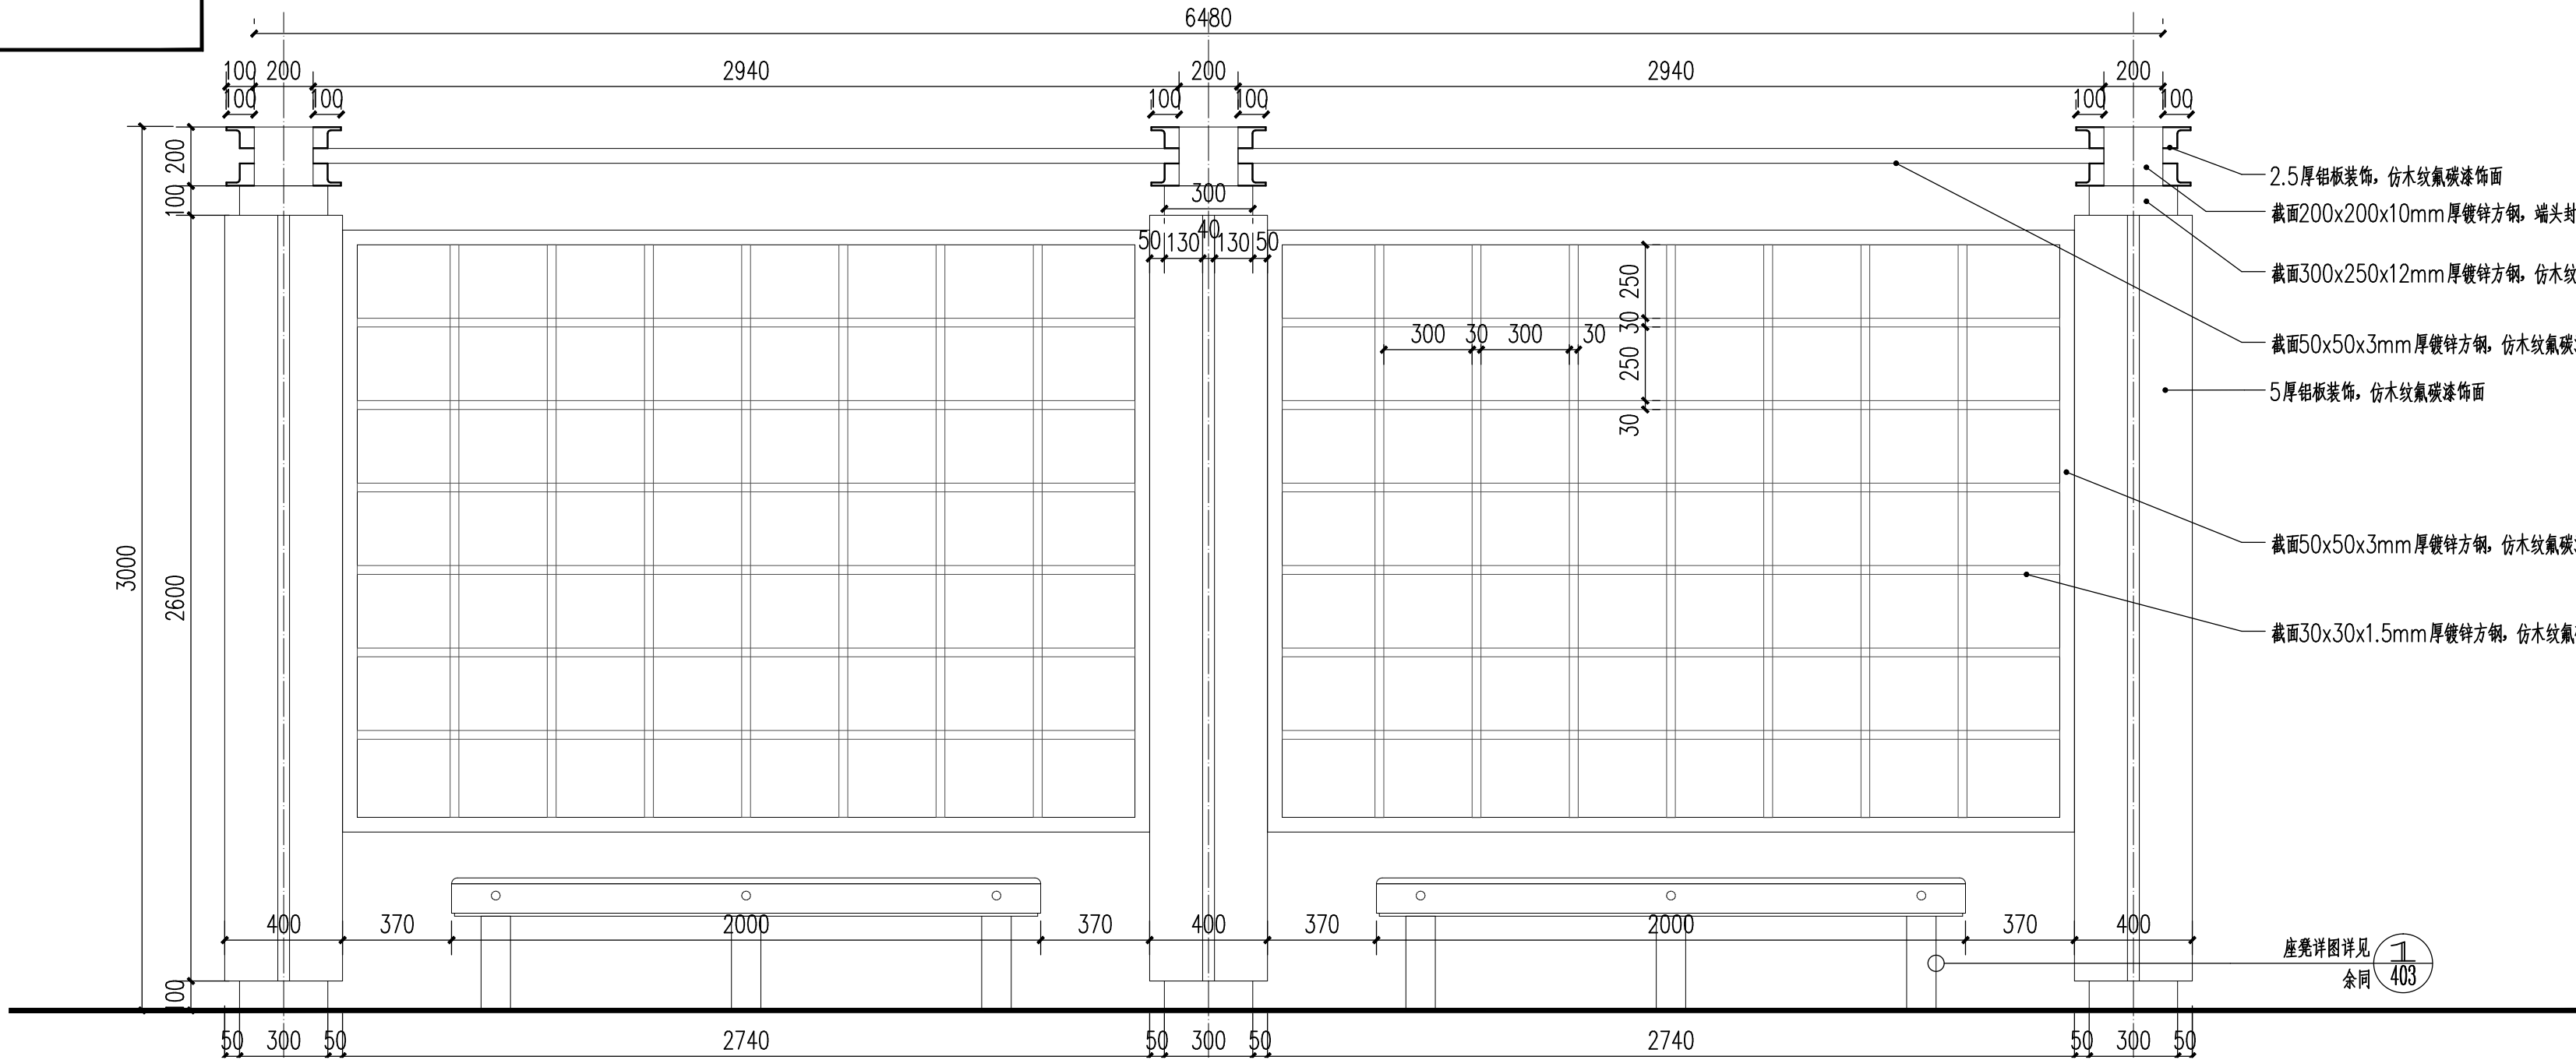 6480
100 200 2940 200 2940 200
100 100 100 100 100 100
200
100
3000
2600
100
300
40
50 130 130 50
250
30
250
30
300 30 300 30
2.5厚铝板装饰，仿木纹氟碳漆饰面
截面200x200x10mm厚镀锌方钢，端头封
截面300x250x12mm厚镀锌方钢，仿木纹
截面50x50x3mm厚镀锌方钢，仿木纹氟碳
5厚铝板装饰，仿木纹氟碳漆饰面
截面50x50x3mm厚镀锌方钢，仿木纹氟碳
截面30x30x1.5mm厚镀锌方钢，仿木纹氟
400 370 2000 370 400 370 2000 370 400
座凳详图详见
余同
1
403
50 300 50 2740 50 300 50 2740 50 300 50